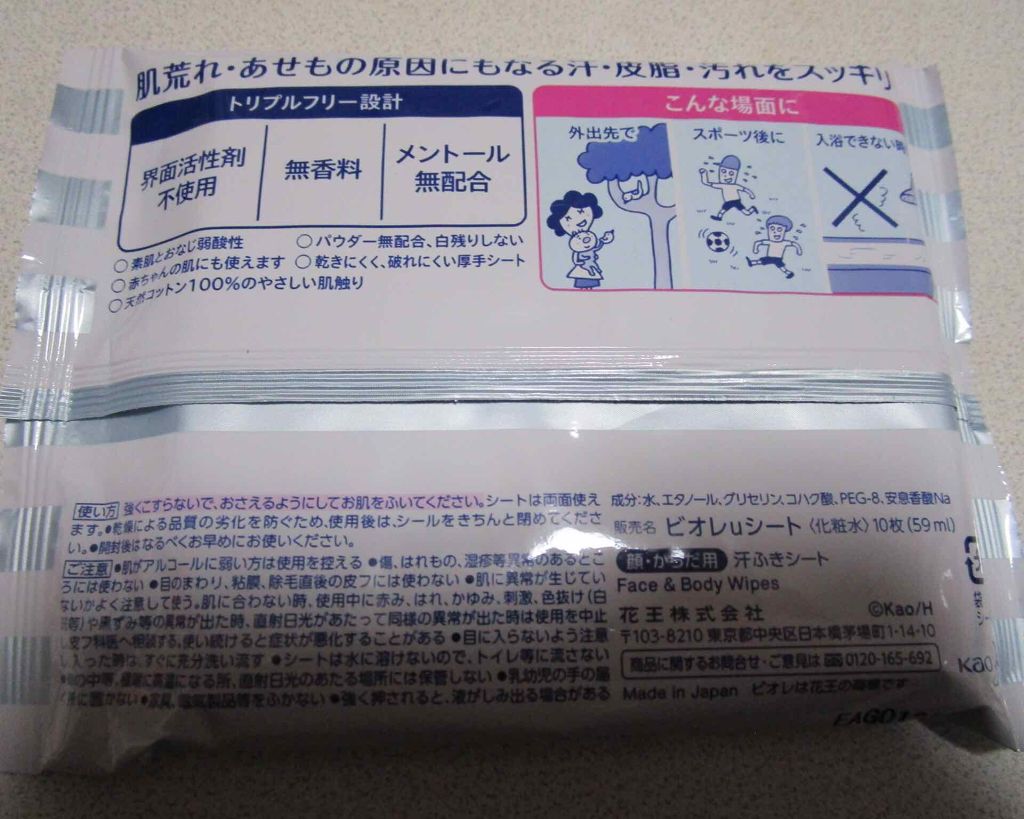 肌荒れ・あせもの原因にもなる汗・皮脂・汚れをスッキリ
トリプルフリー設計
界面活性剤
不使用
無香料
メントール
無配合
○ 素肌とおなじ弱酸性
○ パウダー無配合、白残りしない
○ 赤ちゃんの肌にも使えます
○ 乾きにくく、破れにくい厚手シート
○ 天然コットン100%のやさしい肌触り
こんな場面に
外出先で
スポーツ後に
入浴できない時
使い方 強くこすらないで、おさえるようにしてお肌をふいてください。シートは両面使え
ます。●乾燥による品質の劣化を防ぐため、使用後は、シールをきちんと閉めてくださ
い。●開封後はなるべくお早めにお使いください。
ご注意 ●肌がアルコールに弱い方は使用を控える ●傷、はれもの、湿疹等異常のあるとこ
ろには使わない ●目のまわり、粘膜、除毛直後の皮フには使わない ●肌に異常が生じてい
ないかよく注意して使う。肌に合わない時、使用中に赤み、はれ、かゆみ、刺激、色抜け(白
斑等)や黒ずみ等の異常が出た時、直射日光があたって同様の異常が出た時は使用を中止
し、皮フ科医へ相談する。使い続けると症状が悪化することがある ●目に入らないよう注意
し、入った時は、すぐに充分洗い流す ●シートは水に溶けないので、トイレ等に流さない
の中等、極端に高温になる所、直射日光のあたる場所には保管しない ●乳幼児の手の届
く所に置かない ●家具、電気製品等をふかない ●強く押されると、液がしみ出る場合がある
成分:水、エタノール、グリセリン、コハク酸、PEG-8、安息香酸Na
販売名 ビオレuシート〈化粧水〉10枚(59㎖)
顔・からだ用 汗ふきシート
Face & Body Wipes
花王株式会社 ©Kao/H
〒103-8210 東京都中央区日本橋茅場町1-14-10
商品に関するお問合せ・ご意見は 0120-165-692
Made in Japan ビオレは花王の商標です
Kao